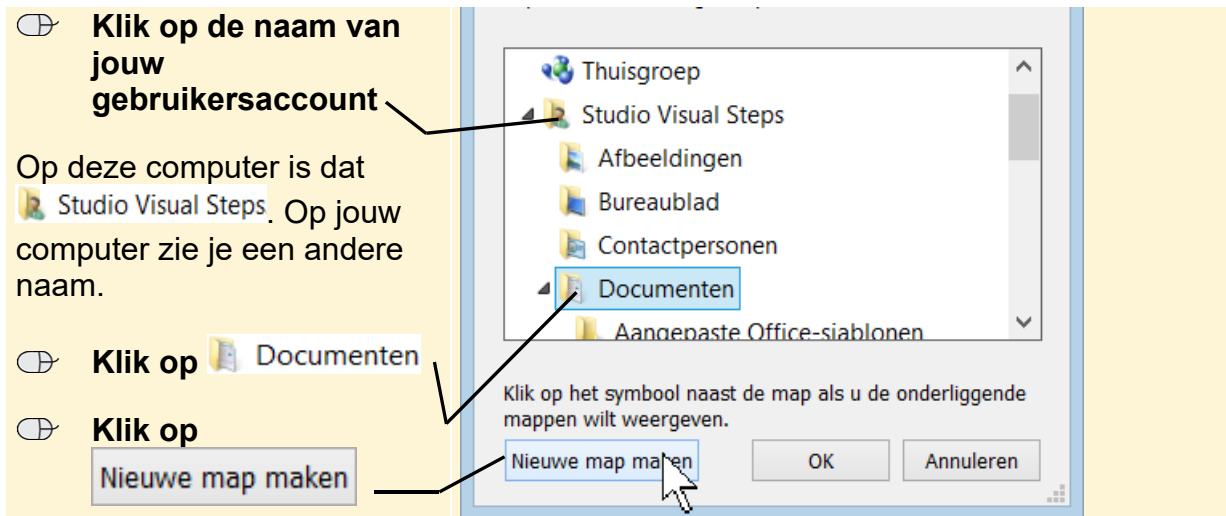 Klik op de naam van
jouw
gebruikersaccount
Op deze computer is dat
Studio Visual Steps. Op jouw
computer zie je een andere
naam.
Klik op Documenten
Klik op
Nieuwe map maken
Thuisgroep
Studio Visual Steps
Afbeeldingen
Bureaublad
Contactpersonen
Documenten
Aangepaste Office-sjablonen
Klik op het symbool naast de map als u de onderliggende
mappen wilt weergeven.
Nieuwe map maken
OK
Annuleren